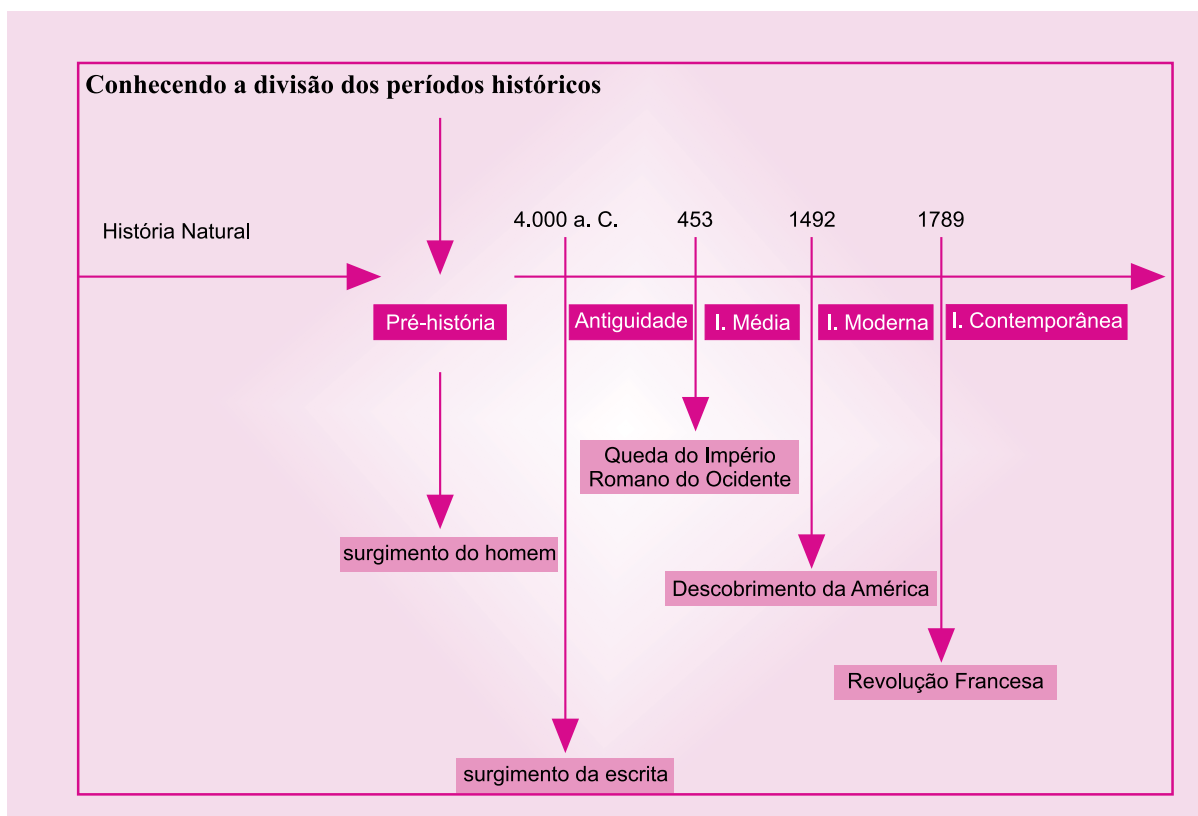 Conhecendo a divisão dos períodos históricos
História Natural
4.000 a. C.
453
1492
1789
Pré-história
Antiguidade
I. Média
I. Moderna
I. Contemporânea
Queda do Império
Romano do Ocidente
surgimento do homem
Descobrimento da América
Revolução Francesa
surgimento da escrita